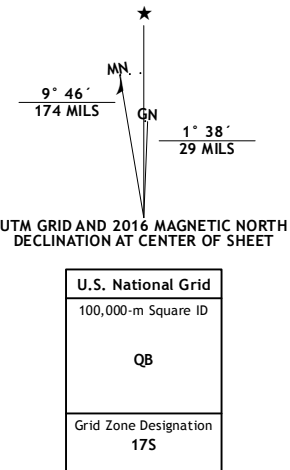 ★
MN
9° 46´
174 MILS
GN
1° 38´
29 MILS
UTM GRID AND 2016 MAGNETIC NORTH
DECLINATION AT CENTER OF SHEET
U.S. National Grid
100,000-m Square ID
QB
Grid Zone Designation
17S